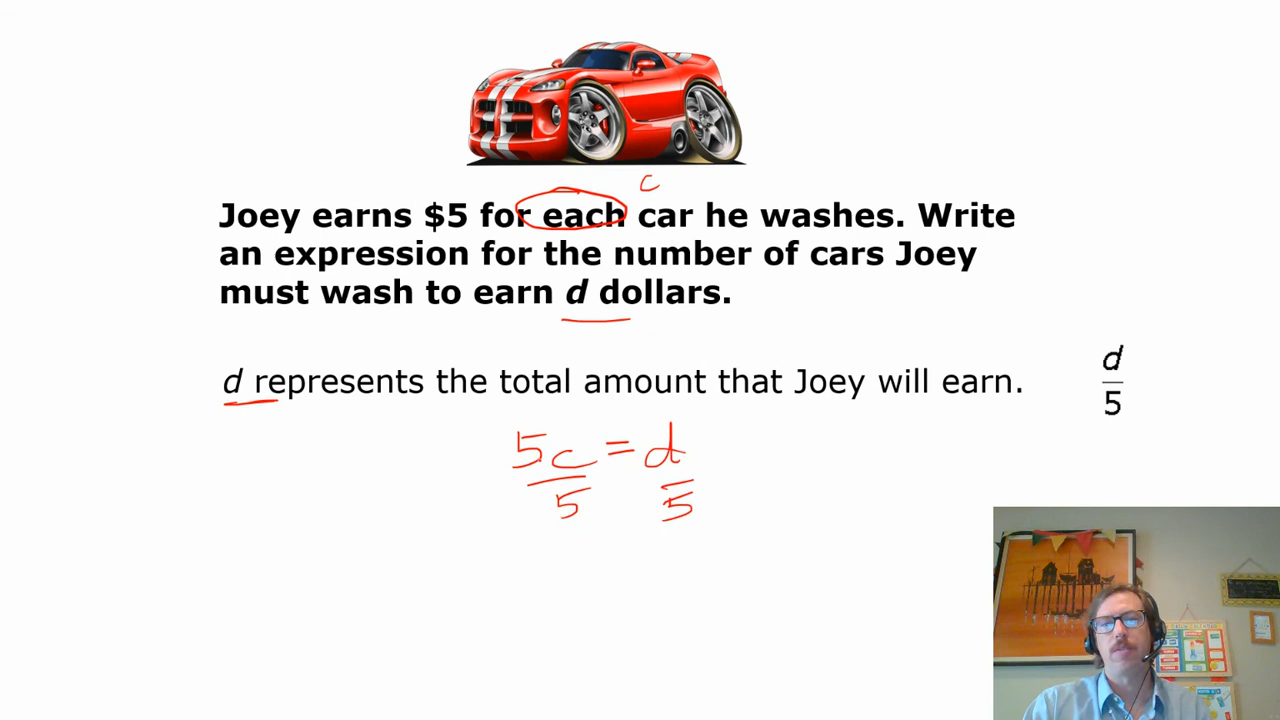 c
Joey earns $5 for each car he washes. Write
an expression for the number of cars Joey
must wash to earn d dollars.
d represents the total amount that Joey will earn.
d
5
5c = d
5 5